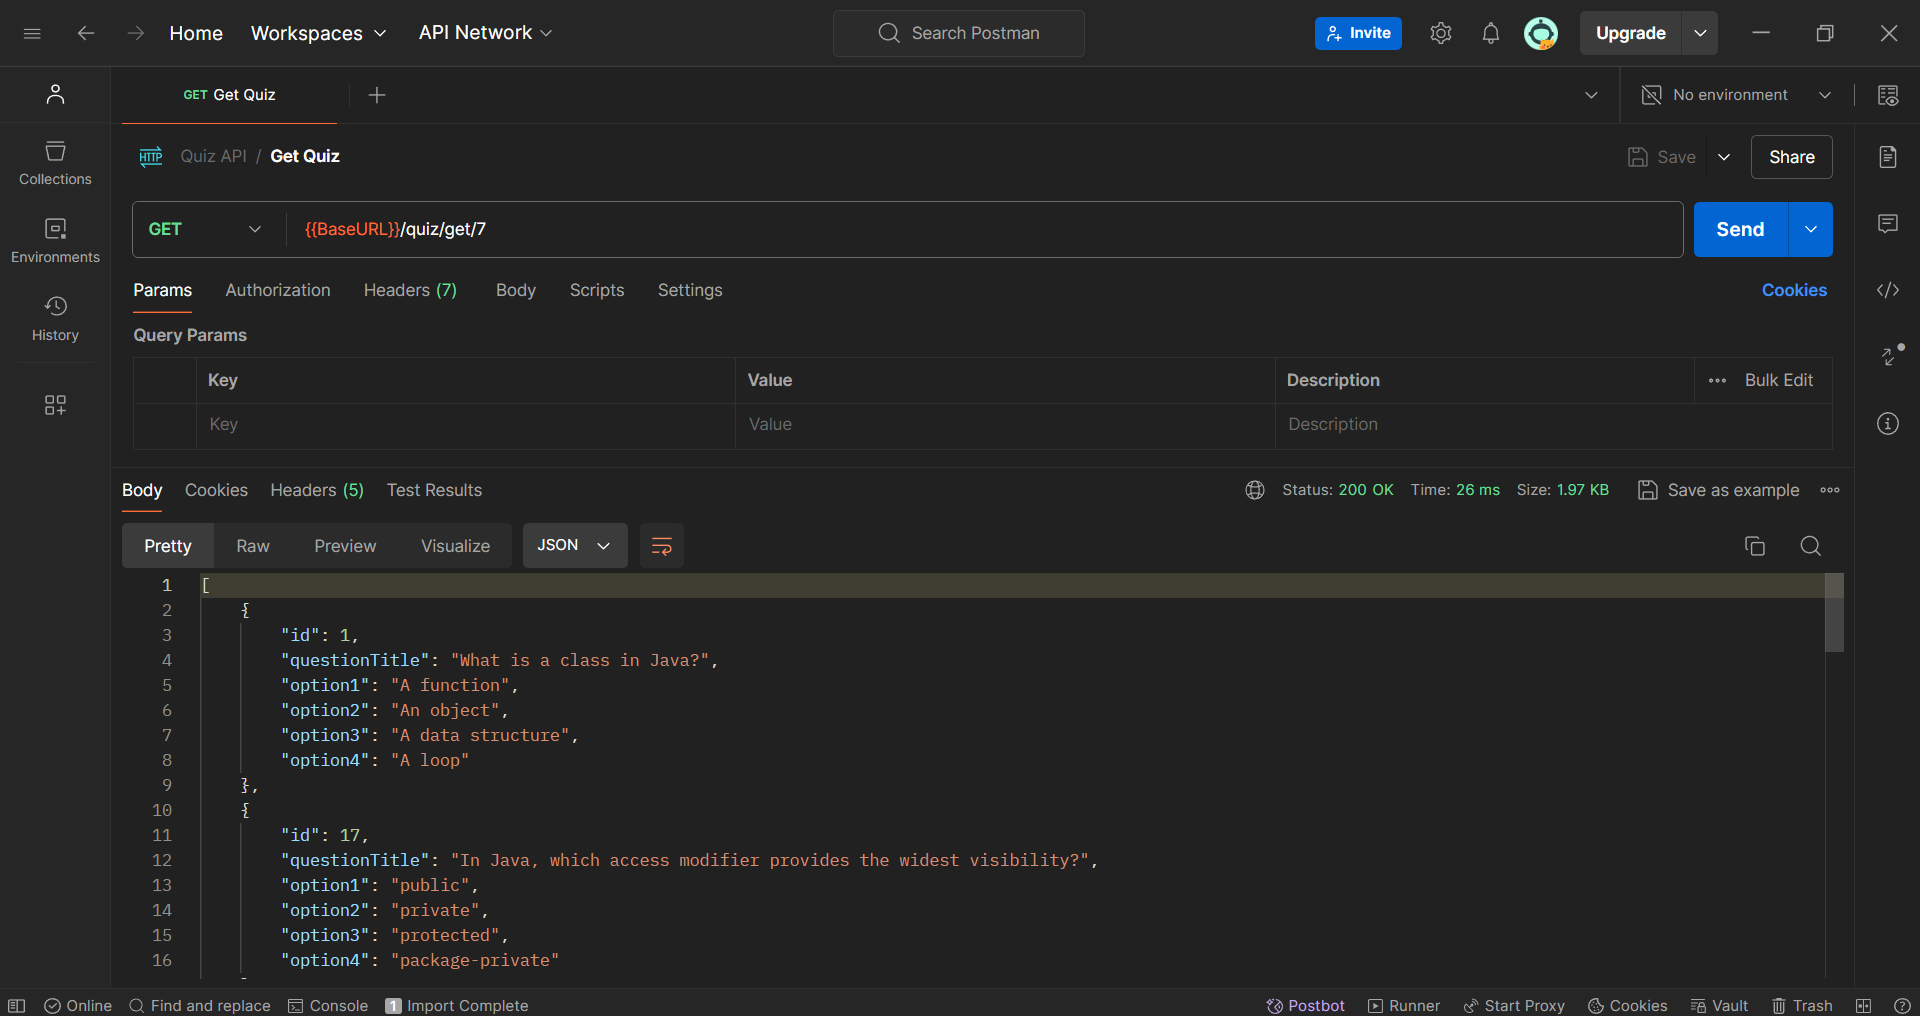 Home Workspaces API Network Search Postman Invite Upgrade
GET Get Quiz No environment
HTTP Quiz API / Get Quiz Save Share
Collections
Environments
History
GET {{BaseURL}}/quiz/get/7 Send
Params Authorization Headers (7) Body Scripts Settings Cookies
Query Params
Key Value Description Bulk Edit
Key Value Description
Body Cookies Headers (5) Test Results Status: 200 OK Time: 26 ms Size: 1.97 KB Save as example
Pretty Raw Preview Visualize JSON
1 [
2 {
3 "id": 1,
4 "questionTitle": "What is a class in Java?",
5 "option1": "A function",
6 "option2": "An object",
7 "option3": "A data structure",
8 "option4": "A loop"
9 },
10 {
11 "id": 17,
12 "questionTitle": "In Java, which access modifier provides the widest visibility?",
13 "option1": "public",
14 "option2": "private",
15 "option3": "protected",
16 "option4": "package-private"
Online Find and replace Console 1 Import Complete Postbot Runner Start Proxy Cookies Vault Trash